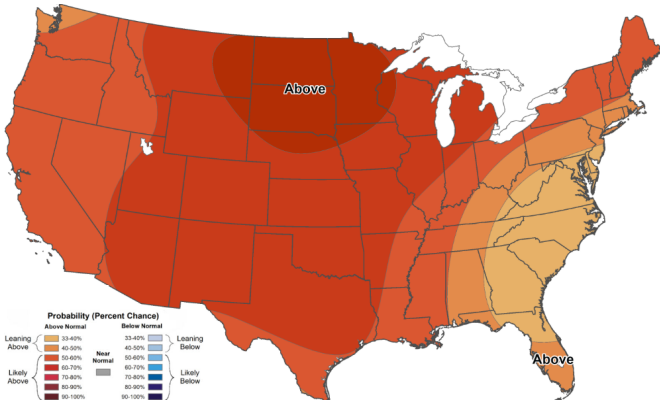 Above
Above
Probability (Percent Chance)
Above Normal
Below Normal
Leaning
Above
33-40%
40-50%
50-60%
60-70%
70-80%
80-90%
90-100%
Likely
Above
Near
Normal
33-40%
40-50%
50-60%
60-70%
70-80%
80-90%
90-100%
Leaning
Below
Likely
Below